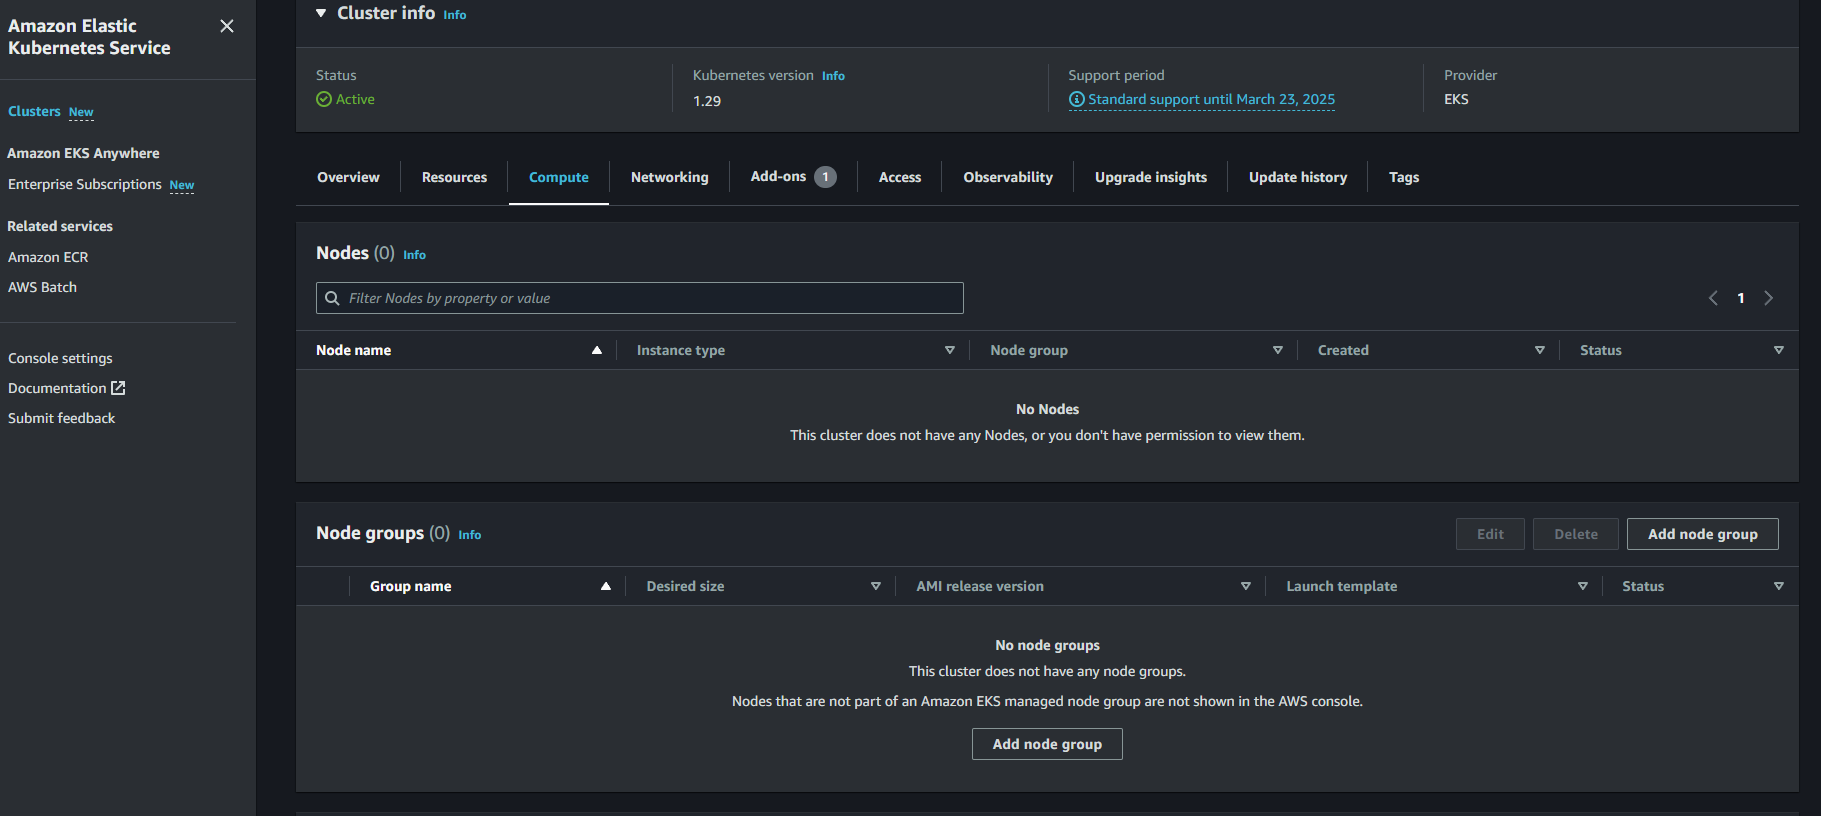 Amazon Elastic
Kubernetes Service
Clusters New
Amazon EKS Anywhere
Enterprise Subscriptions New
Related services
Amazon ECR
AWS Batch
Console settings
Documentation
Submit feedback
Cluster info Info
Status
Active
Kubernetes version Info
1.29
Support period
Standard support until March 23, 2025
Provider
EKS
Overview Resources Compute Networking Add-ons 1 Access Observability Upgrade insights Update history Tags
Nodes (0) Info
Filter Nodes by property or value
1
Node name Instance type Node group Created Status
No Nodes
This cluster does not have any Nodes, or you don't have permission to view them.
Node groups (0) Info
Edit Delete Add node group
Group name Desired size AMI release version Launch template Status
No node groups
This cluster does not have any node groups.
Nodes that are not part of an Amazon EKS managed node group are not shown in the AWS console.
Add node group